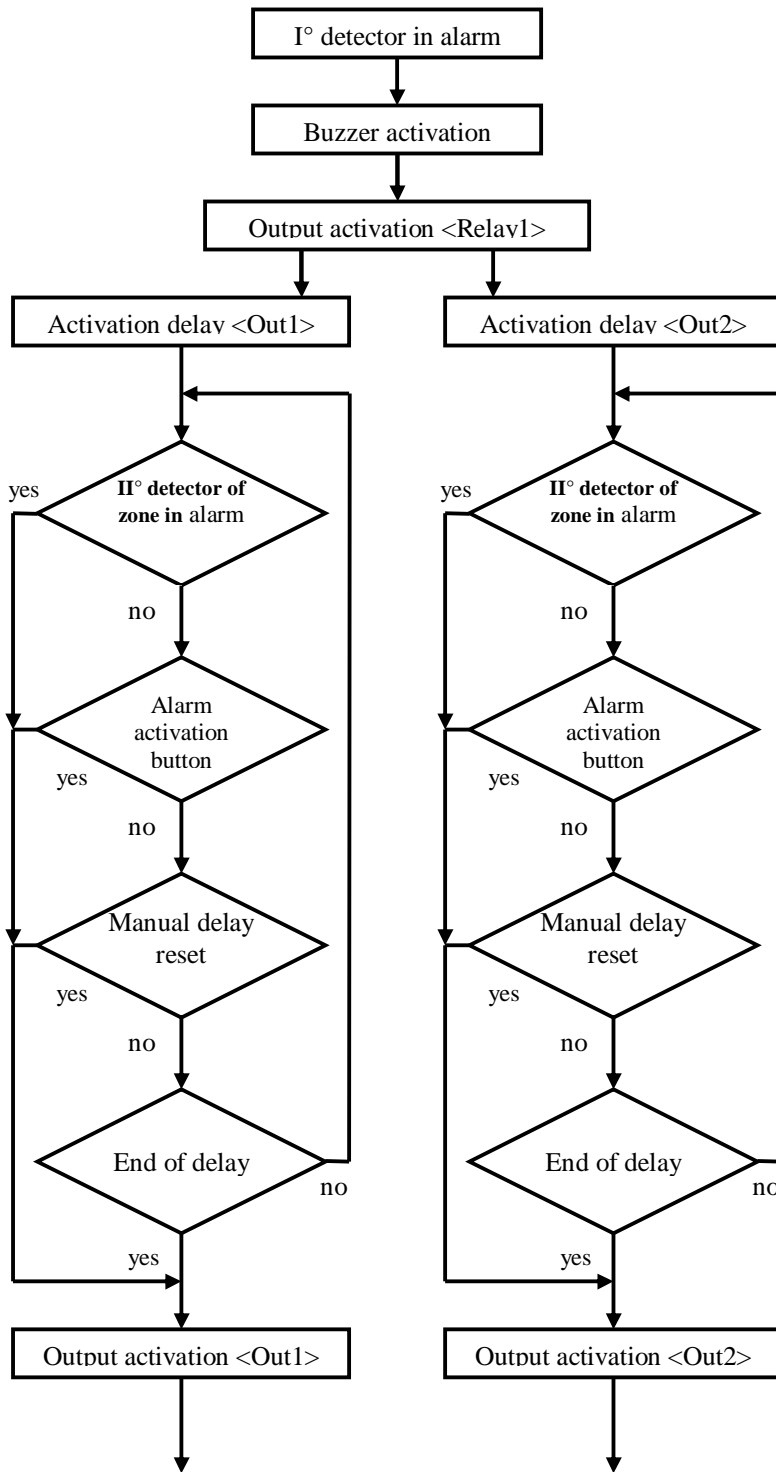 I° detector in alarm
Buzzer activation
Output activation <Relay1>
Activation delay <Out1>
Activation delay <Out2>
yes
II° detector of
zone in alarm
no
Alarm
activation
button
yes
no
Manual delay
reset
yes
no
End of delay
no
yes
Output activation <Out1>
yes
II° detector of
zone in alarm
no
Alarm
activation
button
yes
no
Manual delay
reset
yes
no
End of delay
no
yes
Output activation <Out2>